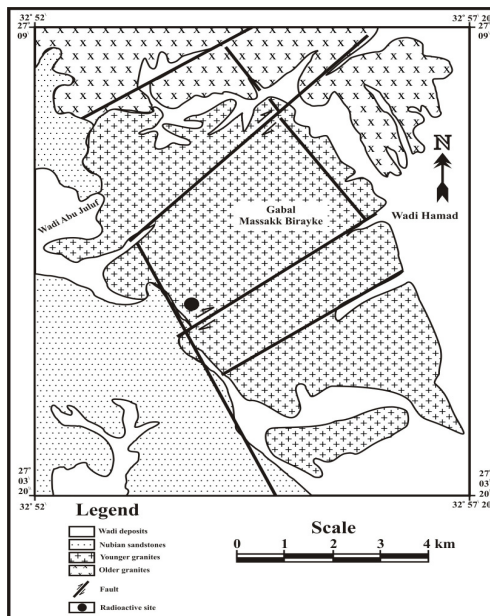 32° 52'
32° 57' 20"
27°
09'
27°
09'
N
Gabal
Massakk Birayke
Wadi Hamad
Wadi Abu Juluf
27°
03
20"
27°
03
20"
32° 52'
32° 57' 20"
Legend
Wadi deposits
Nubian sandstones
Younger granites
Older granites
Fault
Radioactive site
Scale
0 1 2 3 4 km